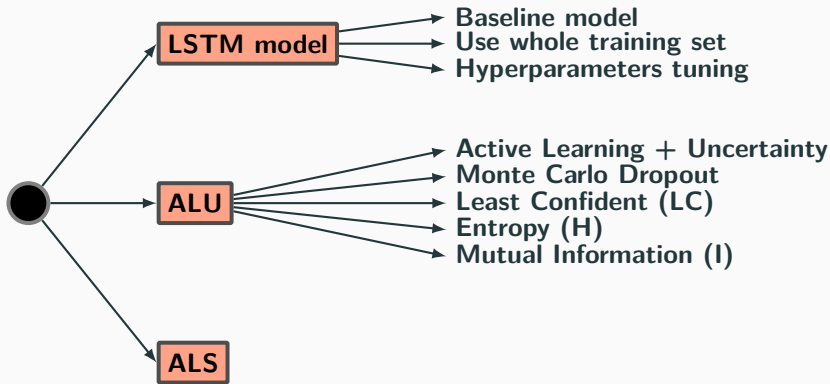 LSTM model
Baseline model
Use whole training set
Hyperparameters tuning
ALU
Active Learning + Uncertainty
Monte Carlo Dropout
Least Confident (LC)
Entropy (H)
Mutual Information (I)
ALS